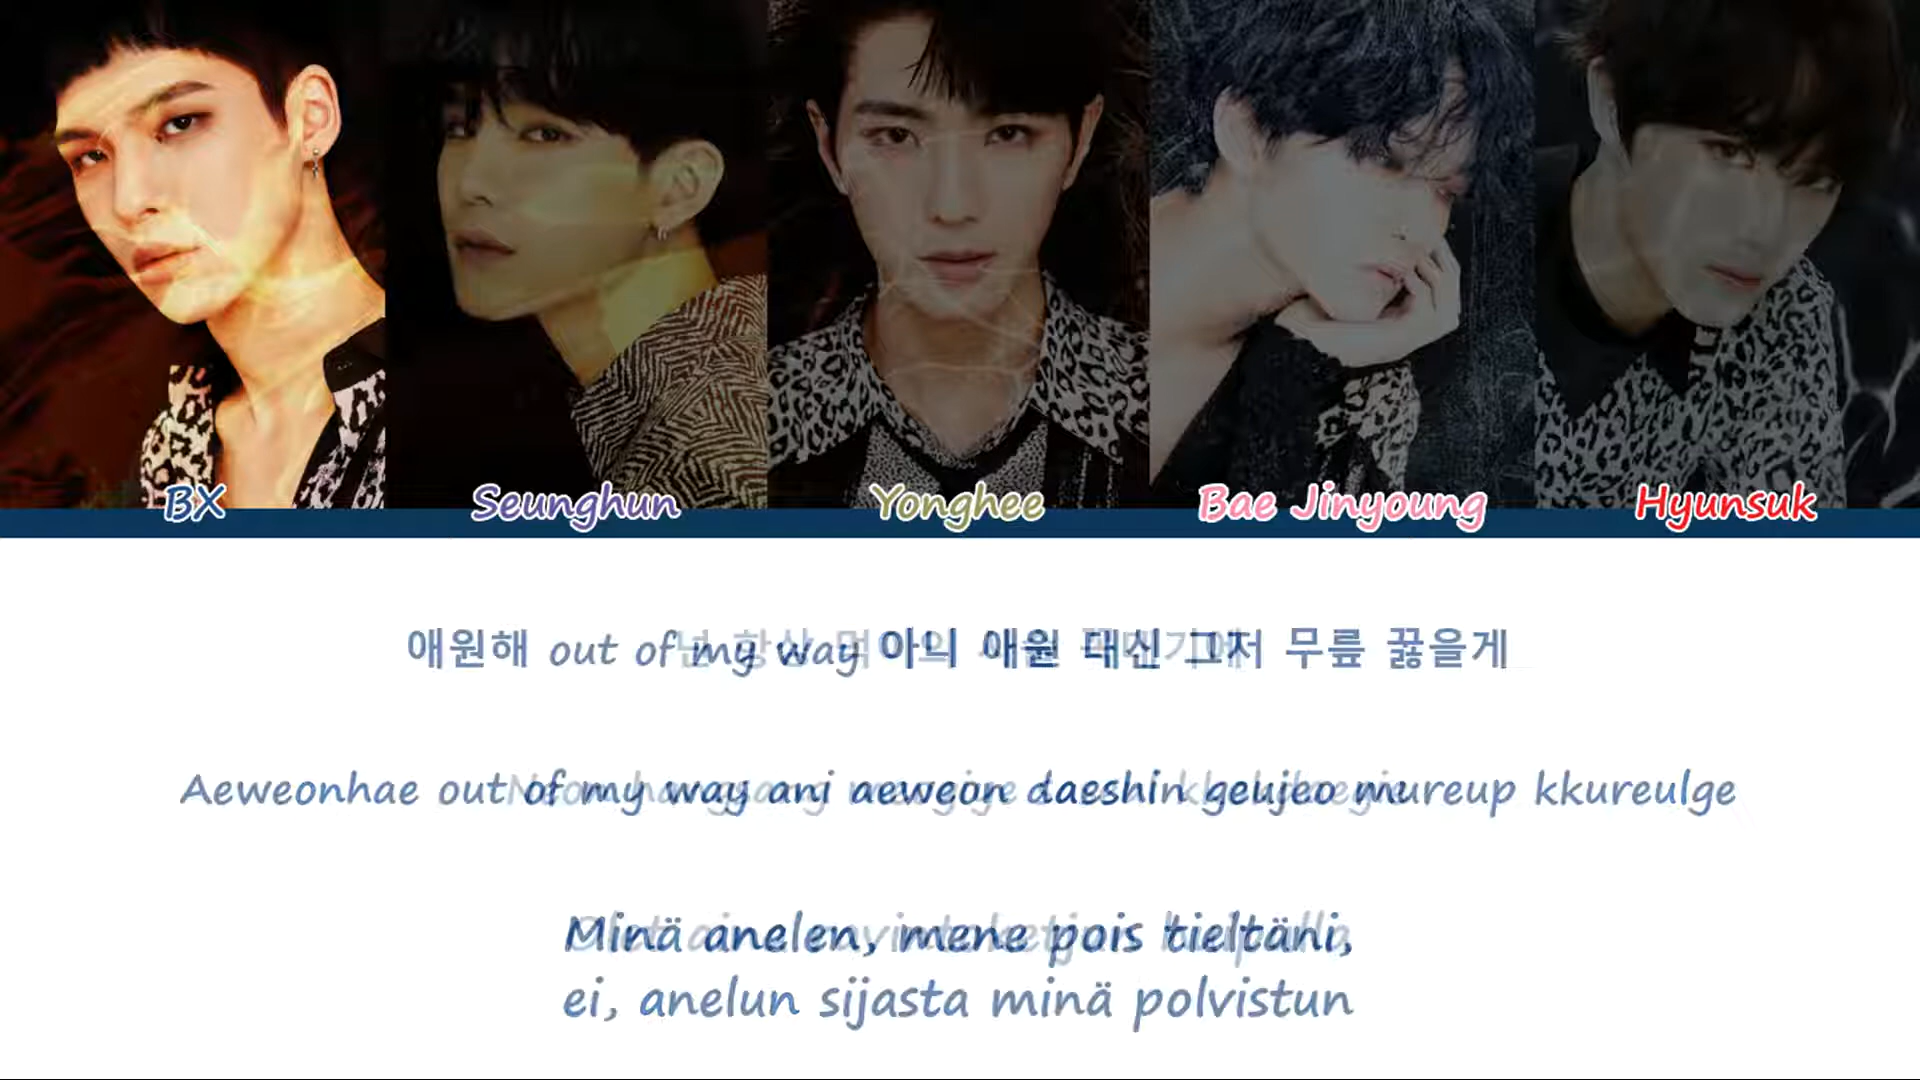 BX
Seunghun
Yonghee
Bae Jinyoung
Hyunsuk
애원해 out of my way 아니 애원 대신 그저 무릎 꿇을게
Aeweonhae out of my way ani aeweon daeshin geujeo mureup kkureulge
Minä anelen, mene pois tieltäni,
ei, anelun sijasta minä polvistun